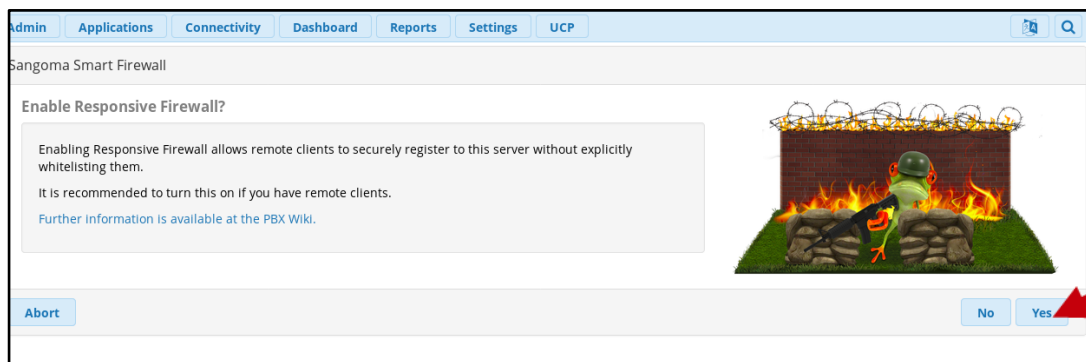 Admin Applications Connectivity Dashboard Reports Settings UCP
Sangoma Smart Firewall
Enable Responsive Firewall?
Enabling Responsive Firewall allows remote clients to securely register to this server without explicitly
whitelisting them.
It is recommended to turn this on if you have remote clients.
Further information is available at the PBX Wiki.
Abort No Yes